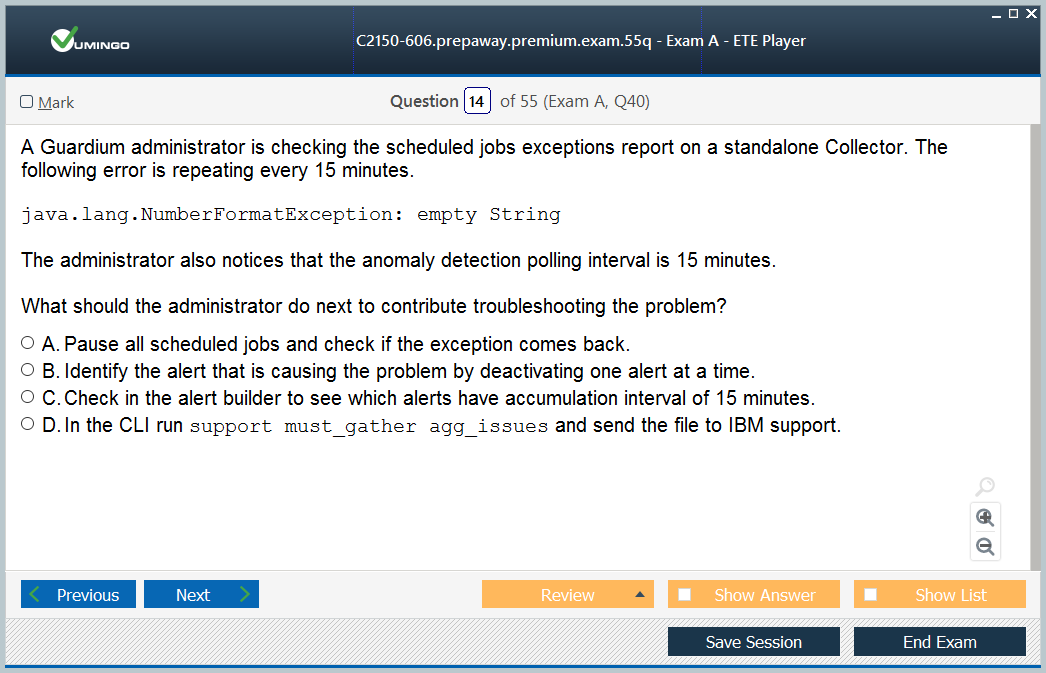 VUMINGO
C2150-606.prepaway.premium.exam.55q - Exam A - ETE Player
Mark
Question 14 of 55 (Exam A, Q40)
A Guardium administrator is checking the scheduled jobs exceptions report on a standalone Collector. The
following error is repeating every 15 minutes.
java.lang.NumberFormatException: empty String
The administrator also notices that the anomaly detection polling interval is 15 minutes.
What should the administrator do next to contribute troubleshooting the problem?
A. Pause all scheduled jobs and check if the exception comes back.
B. Identify the alert that is causing the problem by deactivating one alert at a time.
C. Check in the alert builder to see which alerts have accumulation interval of 15 minutes.
D. In the CLI run support must_gather agg_issues and send the file to IBM support.
Previous
Next
Review
Show Answer
Show List
Save Session
End Exam